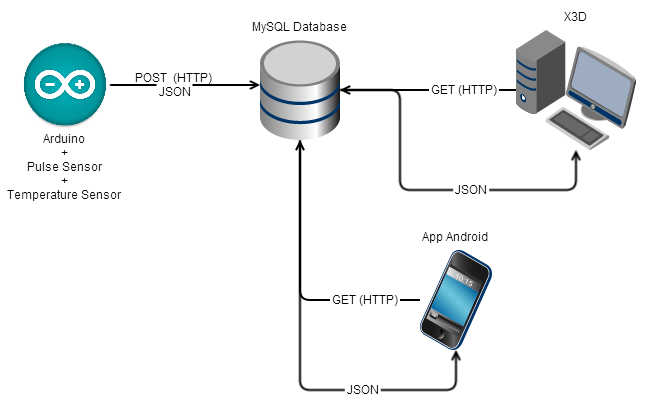 X3D
MySQL Database
POST (HTTP)
JSON
GET (HTTP)
Arduino
+
Pulse Sensor
+
Temperature Sensor
JSON
App Android
10:15
GET (HTTP)
JSON